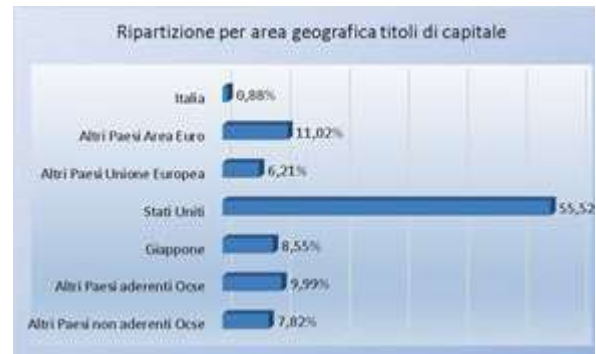 Ripartizione per area geografica titoli di capitale
Italia 0,88%
Altri Paesi Area Euro 11,02%
Altri Paesi Unione Europea 6,21%
Stati Uniti 55,52
Giappone 8,55%
Altri Paesi aderenti Ocse 9,99%
Altri Paesi non aderenti Ocse 7,82%